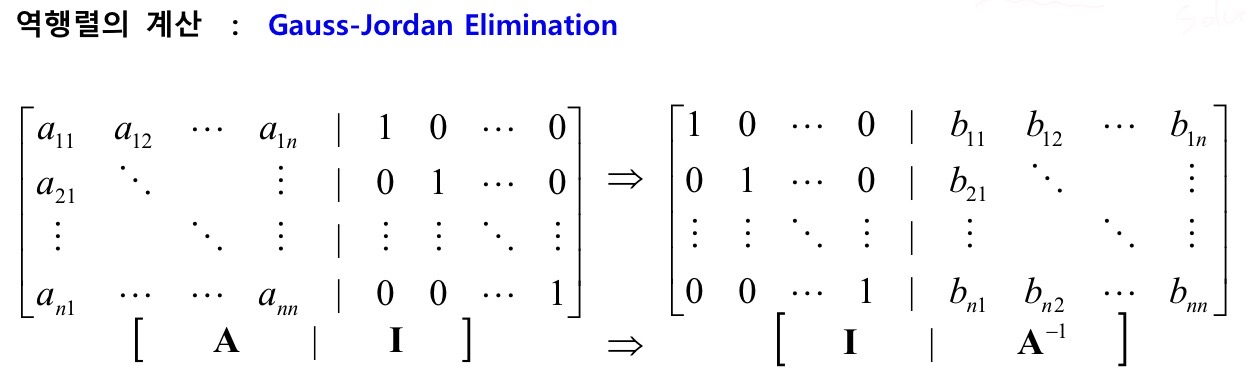 역행렬의 계산 : Gauss-Jordan Elimination
[ a₁₁ a₁₂ ⋯ a₁ₙ | 1 0 ⋯ 0 ] ⇒ [ 1 0 ⋯ 0 | b₁₁ b₁₂ ⋯ b₁ₙ ]
[ a₂₁ ⋱ ⋮ | 0 1 ⋯ 0 ] [ 0 1 ⋯ 0 | b₂₁ ⋱ ⋮ ]
[ ⋮ ⋱ ⋮ | ⋮ ⋮ ⋱ ⋮ ] [ ⋮ ⋮ ⋱ ⋮ | ⋮ ⋱ ⋮ ]
[ aₙ₁ ⋯ ⋯ aₙₙ | 0 0 ⋯ 1 ] [ 0 0 ⋯ 1 | bₙ₁ bₙ₂ ⋯ bₙₙ ]
[ A | I ] ⇒ [ I | A⁻¹ ]